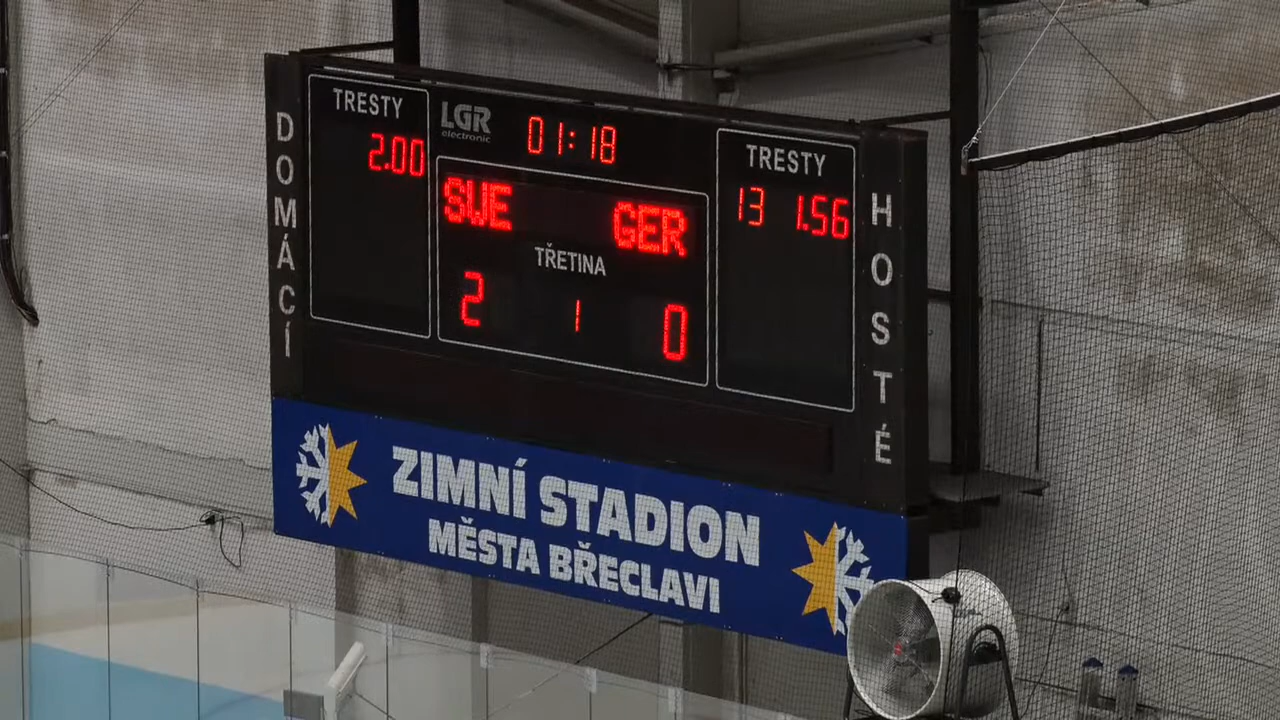 DOMÁCÍ
TRESTY
2.00
LGR
electronic
01:18
SWE GER
TŘETINA
2 1 0
TRESTY
13 1.56
HOSTÉ
ZIMNÍ STADION
MĚSTA BŘECLAVI